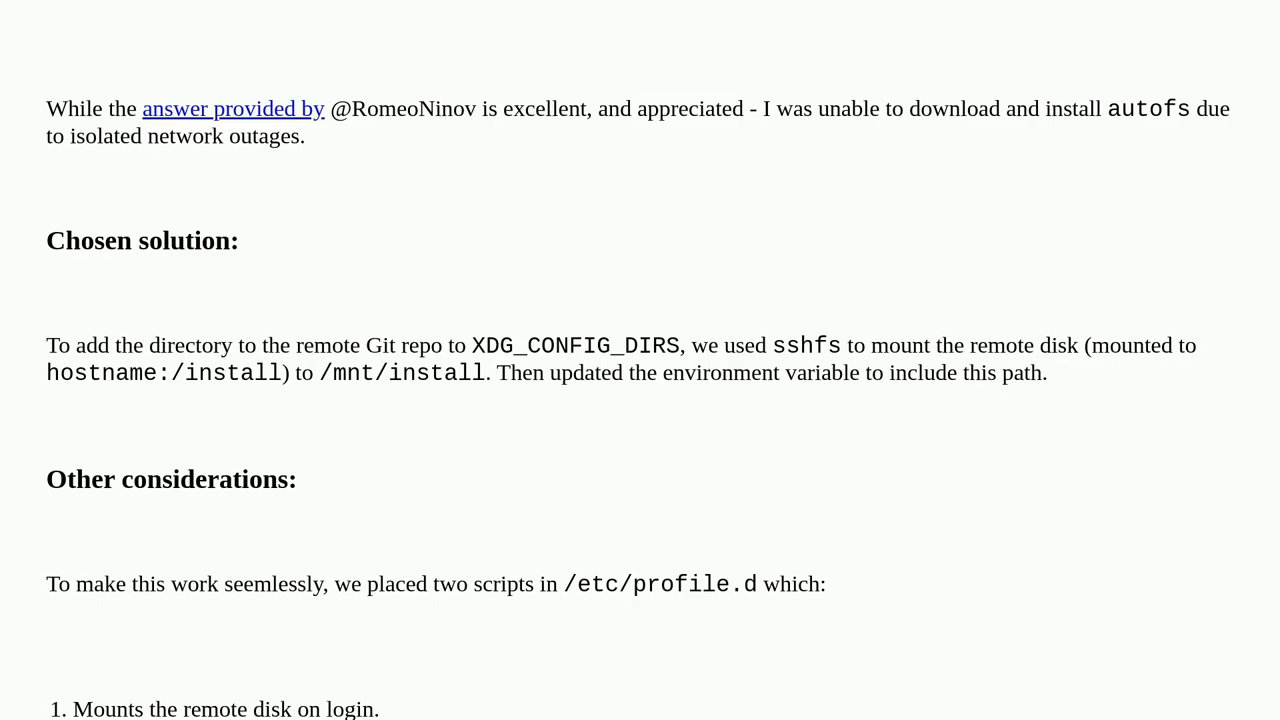 While the answer provided by @RomeoNinov is excellent, and appreciated - I was unable to download and install autofs due
to isolated network outages.
Chosen solution:
To add the directory to the remote Git repo to XDG_CONFIG_DIRS, we used sshfs to mount the remote disk (mounted to
hostname:/install) to /mnt/install. Then updated the environment variable to include this path.
Other considerations:
To make this work seemlessly, we placed two scripts in /etc/profile.d which:
1. Mounts the remote disk on login.